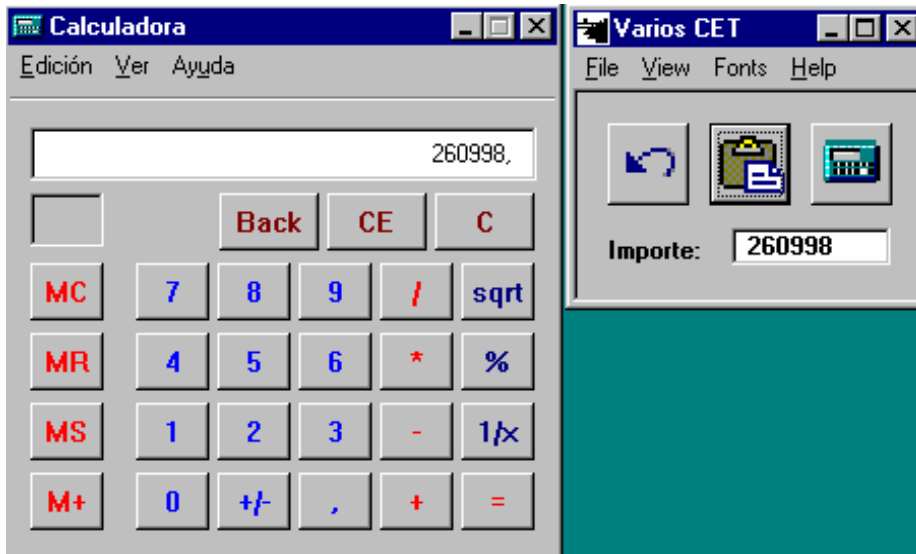 Calculadora
Edición Ver Ayuda
260998,
Back CE C
MC 7 8 9 / sqrt
MR 4 5 6 * %
MS 1 2 3 - 1/x
M+ 0 +/- , + =
Varios CET
File View Fonts Help
Importe: 260998